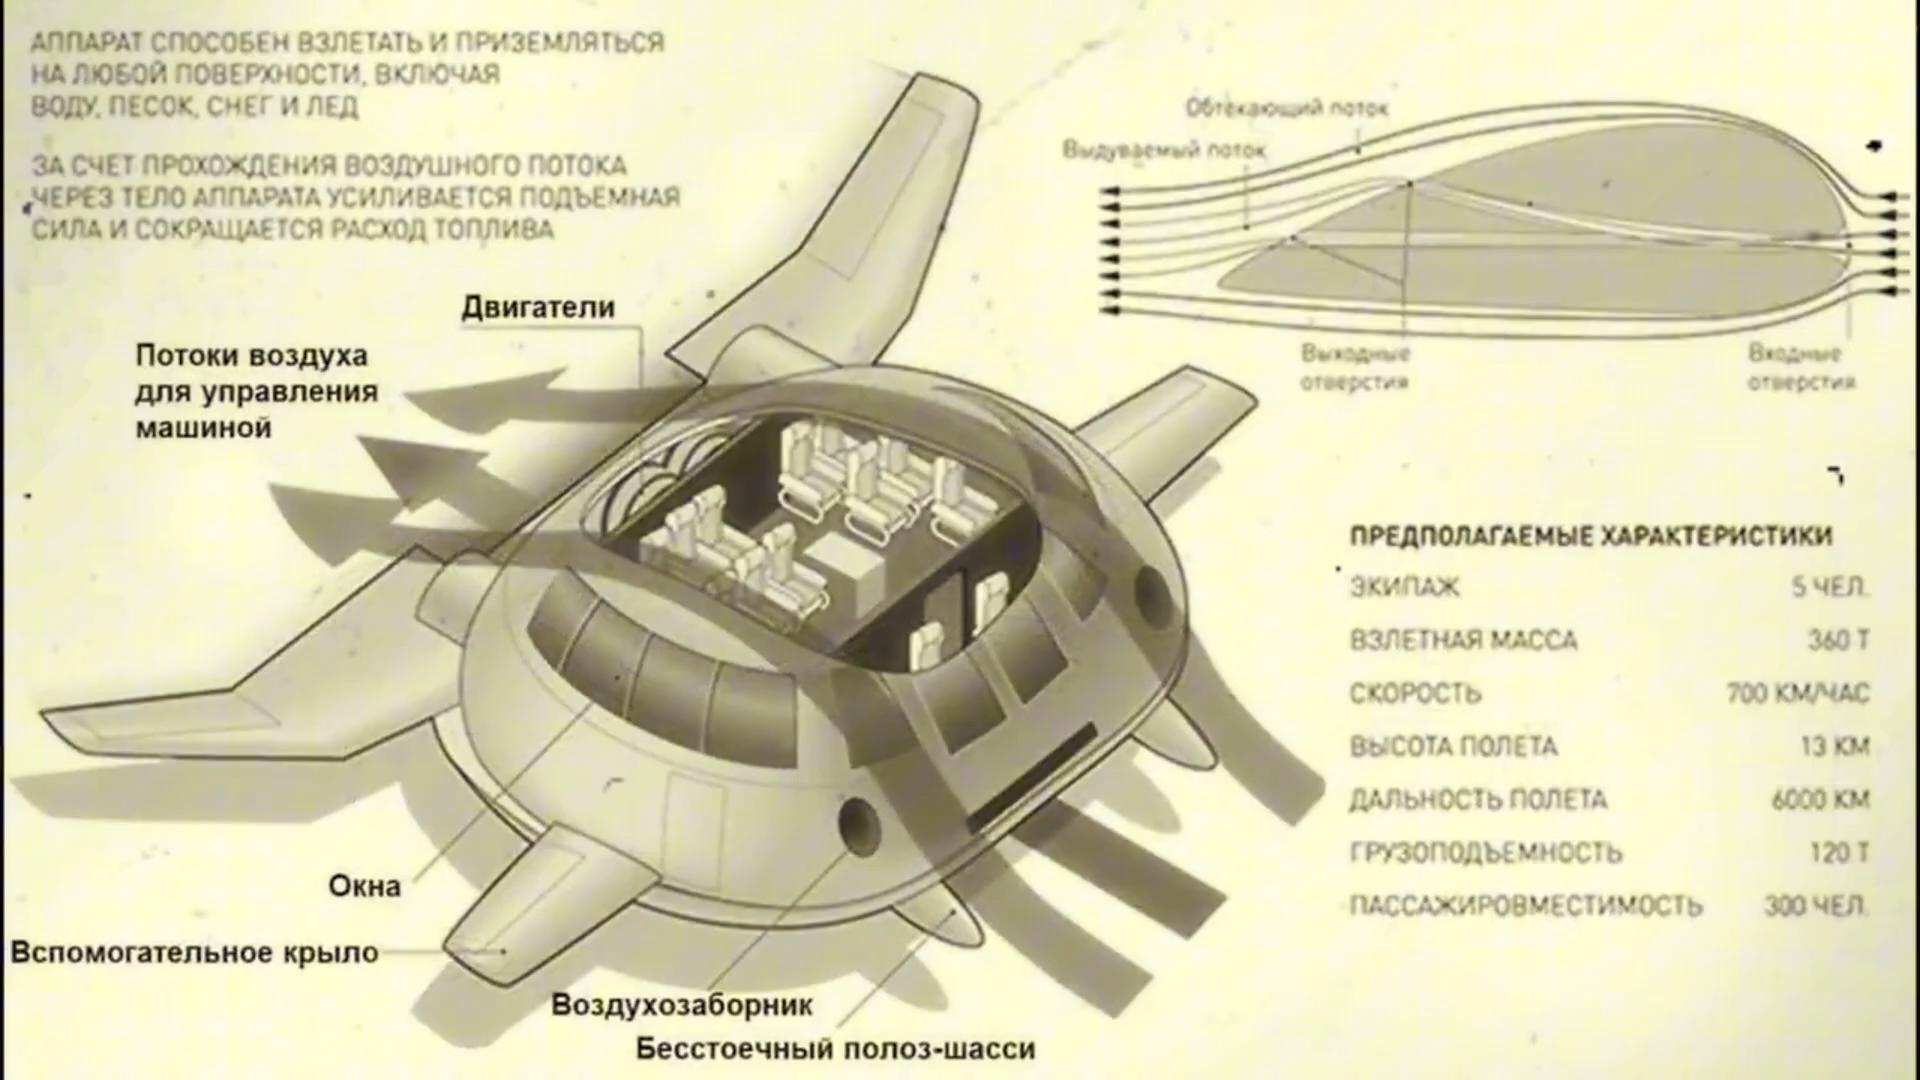 АППАРАТ СПОСОБЕН ВЗЛЕТАТЬ И ПРИЗЕМЛЯТЬСЯ
НА ЛЮБОЙ ПОВЕРХНОСТИ, ВКЛЮЧАЯ
ВОДУ, ПЕСОК, СНЕГ И ЛЕД
ЗА СЧЕТ ПРОХОЖДЕНИЯ ВОЗДУШНОГО ПОТОКА
ЧЕРЕЗ ТЕЛО АППАРАТА УСИЛИВАЕТСЯ ПОДЪЕМНАЯ
СИЛА И СОКРАЩАЕТСЯ РАСХОД ТОПЛИВА
Обтекающий поток
Выдуваемый поток
Выходные
отверстия
Входные
отверстия
Двигатели
Потоки воздуха
для управления
машиной
Окна
Вспомогательное крыло
Воздухозаборник
Бесстоечный полоз-шасси
ПРЕДПОЛАГАЕМЫЕ ХАРАКТЕРИСТИКИ
ЭКИПАЖ 5 ЧЕЛ.
ВЗЛЕТНАЯ МАССА 360 Т
СКОРОСТЬ 700 КМ/ЧАС
ВЫСОТА ПОЛЕТА 13 КМ
ДАЛЬНОСТЬ ПОЛЕТА 6000 КМ
ГРУЗОПОДЪЕМНОСТЬ 120 Т
ПАССАЖИРОВМЕСТИМОСТЬ 300 ЧЕЛ.